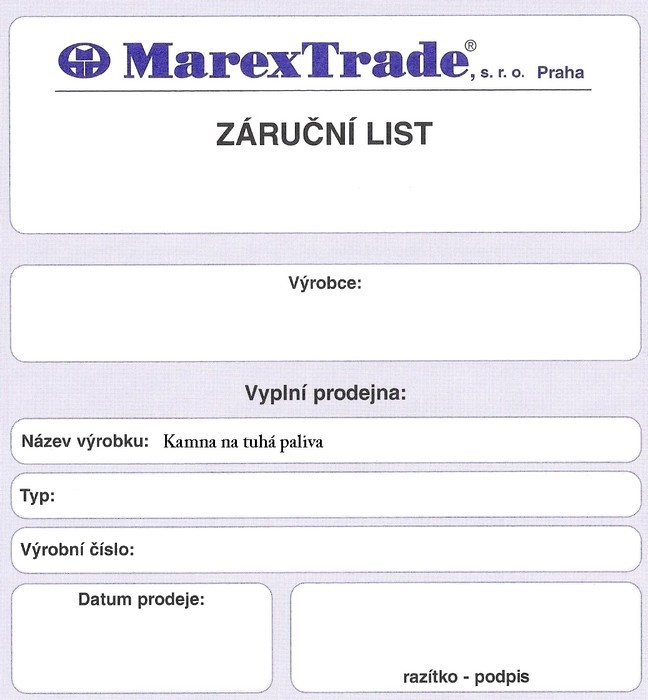 MarexTrade®, s. r. o. Praha
ZÁRUČNÍ LIST
Výrobce:
Vyplní prodejna:
Název výrobku: Kamna na tuhá paliva
Typ:
Výrobní číslo:
Datum prodeje:
razítko - podpis